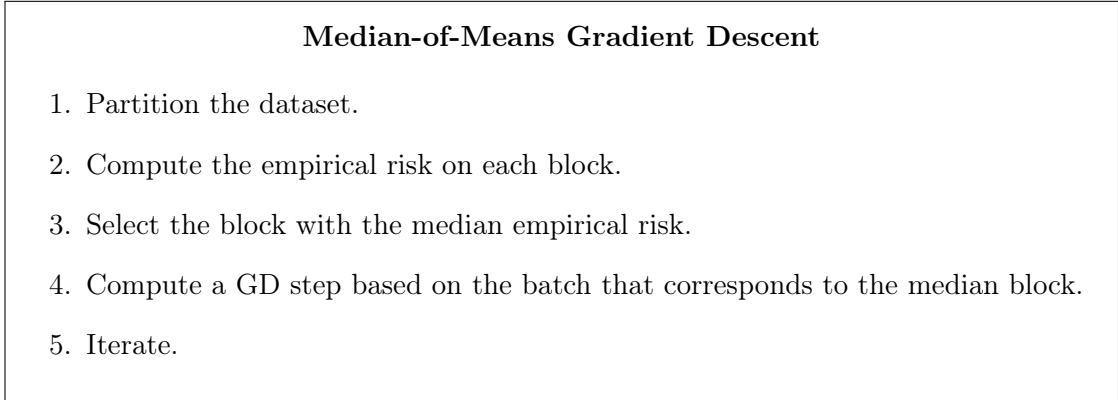 Median-of-Means Gradient Descent
1. Partition the dataset.
2. Compute the empirical risk on each block.
3. Select the block with the median empirical risk.
4. Compute a GD step based on the batch that corresponds to the median block.
5. Iterate.